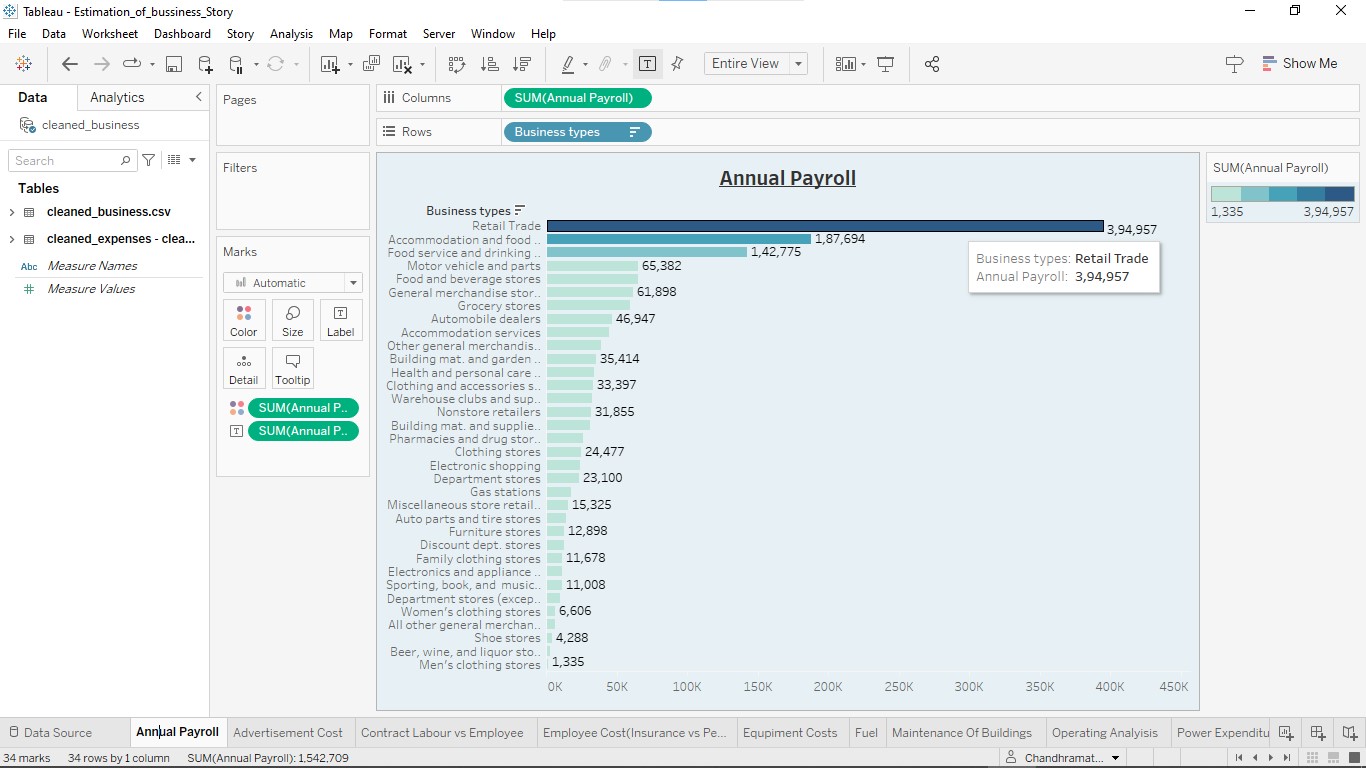 Tableau - Estimation_of_bussiness_Story
File Data Worksheet Dashboard Story Analysis Map Format Server Window Help
Entire View
Show Me
Data Analytics
cleaned_business
Search
Tables
cleaned_business.csv
cleaned_expenses - clea...
Abc Measure Names
Measure Values
Pages
Filters
Marks
Automatic
Color Size Label
Detail Tooltip
SUM(Annual P..
SUM(Annual P..
Columns SUM(Annual Payroll)
Rows Business types
Annual Payroll
Business types
Retail Trade 3,94,957
Accommodation and food .. 1,87,694
Food service and drinking .. 1,42,775
Motor vehicle and parts 65,382
Food and beverage stores
General merchandise stor.. 61,898
Grocery stores
Automobile dealers 46,947
Accommodation services
Other general merchandis..
Building mat. and garden .. 35,414
Health and personal care ..
Clothing and accessories s.. 33,397
Warehouse clubs and sup..
Nonstore retailers 31,855
Building mat. and supplie..
Pharmacies and drug stor..
Clothing stores 24,477
Electronic shopping
Department stores 23,100
Gas stations
Miscellaneous store retail.. 15,325
Auto parts and tire stores
Furniture stores 12,898
Discount dept. stores
Family clothing stores 11,678
Electronics and appliance ..
Sporting, book, and music.. 11,008
Department stores (excep..
Women's clothing stores 6,606
All other general merchan..
Shoe stores 4,288
Beer, wine, and liquor sto..
Men's clothing stores 1,335
0K 50K 100K 150K 200K 250K 300K 350K 400K 450K
Business types: Retail Trade
Annual Payroll: 3,94,957
SUM(Annual Payroll)
1,335 3,94,957
Data Source Annual Payroll Advertisement Cost Contract Labour vs Employee Employee Cost(Insurance vs Pe... Equpiment Costs Fuel Maintenance Of Buildings Operating Analyisis Power Expenditu
34 marks 34 rows by 1 column SUM(Annual Payroll): 1,542,709 Chandhramat...